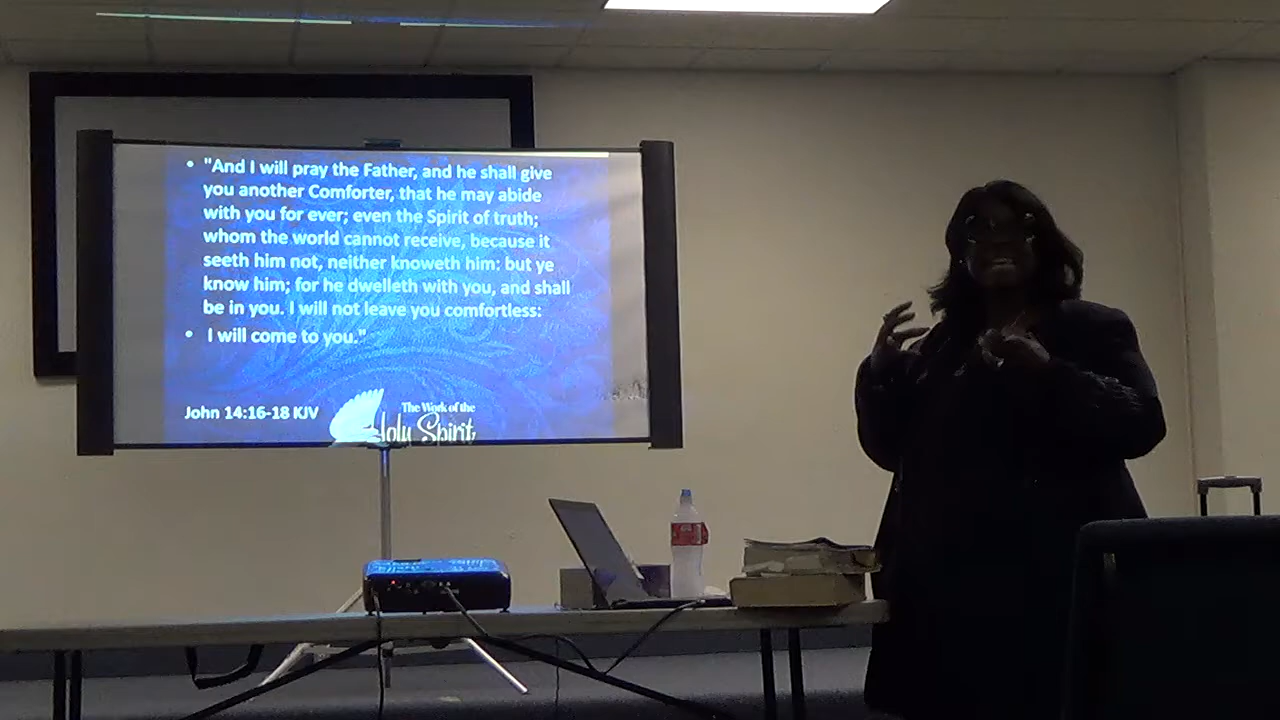 • "And I will pray the Father, and he shall give
you another Comforter, that he may abide
with you for ever; even the Spirit of truth;
whom the world cannot receive, because it
seeth him not, neither knoweth him: but ye
know him; for he dwelleth with you, and shall
be in you. I will not leave you comfortless:
• I will come to you."
John 14:16-18 KJV
The Work of the
Holy Spirit